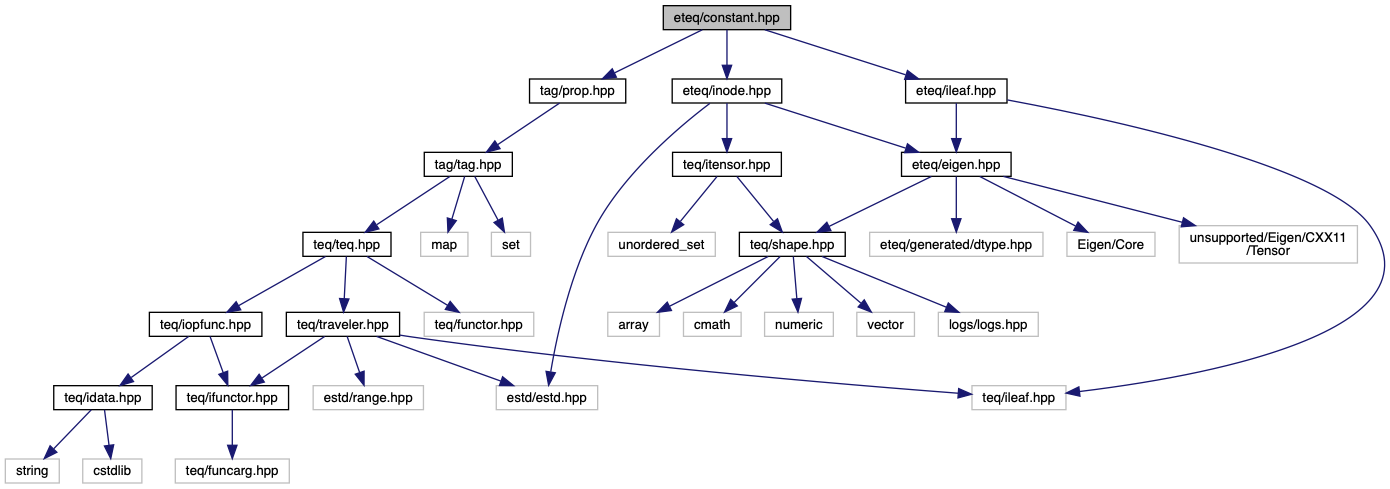 eteq/constant.hpp
tag/prop.hpp
eteq/inode.hpp
eteq/ileaf.hpp
tag/tag.hpp
teq/itensor.hpp
eteq/eigen.hpp
teq/teq.hpp
map
set
unordered_set
teq/shape.hpp
eteq/generated/dtype.hpp
Eigen/Core
unsupported/Eigen/CXX11
/Tensor
teq/iopfunc.hpp
teq/traveler.hpp
teq/functor.hpp
array
cmath
numeric
vector
logs/logs.hpp
teq/idata.hpp
teq/ifunctor.hpp
estd/range.hpp
estd/estd.hpp
teq/ileaf.hpp
string
cstdlib
teq/funcarg.hpp